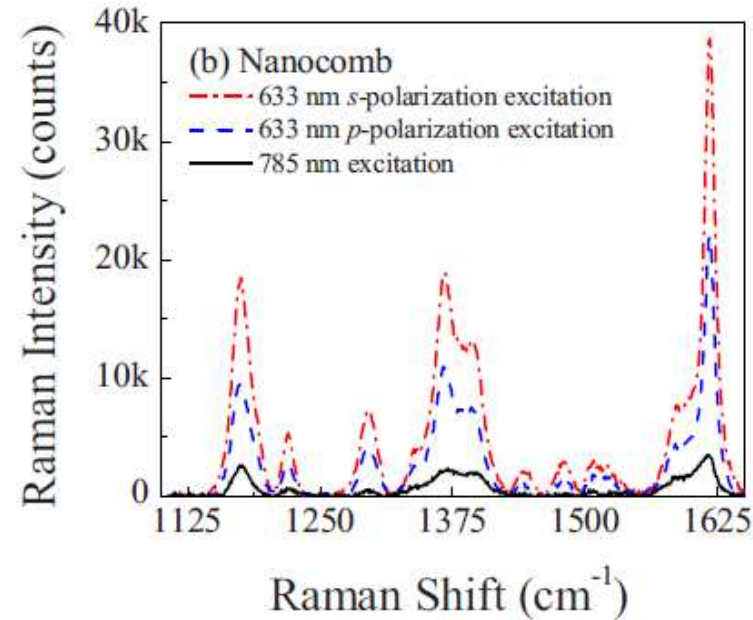 40k
(b) Nanocomb
633 nm s-polarization excitation
633 nm p-polarization excitation
785 nm excitation
30k
20k
10k
0
Raman Intensity (counts)
1125 1250 1375 1500 1625
Raman Shift (cm⁻¹)